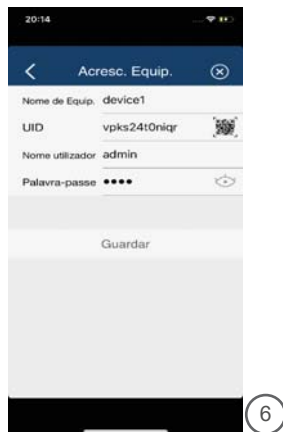 20:14
Acresc. Equip.
Nome de Equip. device1
UID vpks24t0niqr
Nome utilizador admin
Palavra-passe ••••
Guardar
6